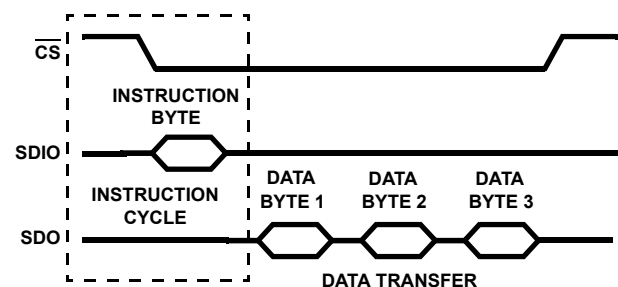 CS
INSTRUCTION
BYTE
SDIO
DATA
BYTE 1
DATA
BYTE 2
DATA
BYTE 3
INSTRUCTION
CYCLE
SDO
DATA TRANSFER